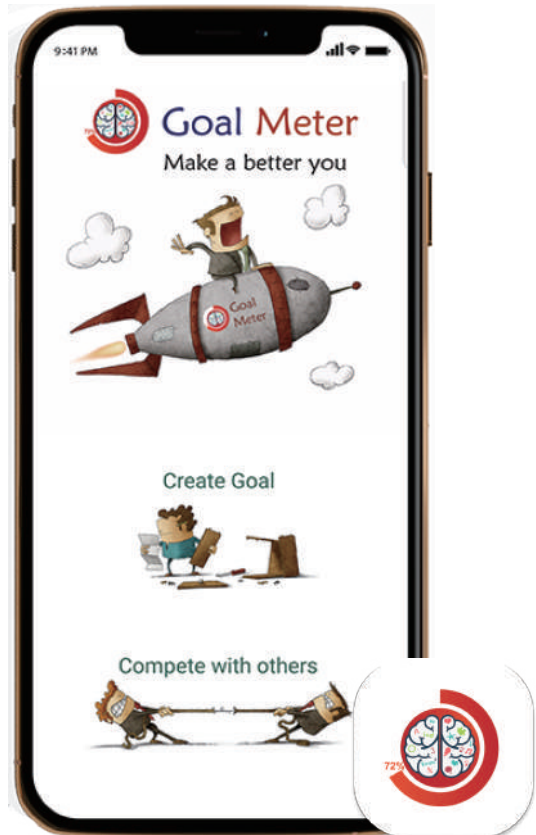 9:41 PM
Goal Meter
Make a better you
Goal
Meter
Create Goal
Compete with others
72%